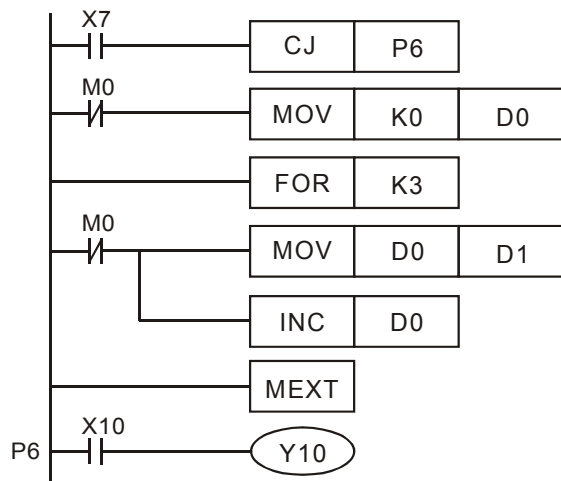 X7
CJ P6
M0
MOV K0 D0
FOR K3
M0
MOV D0 D1
INC D0
MEXT
X10
P6 Y10